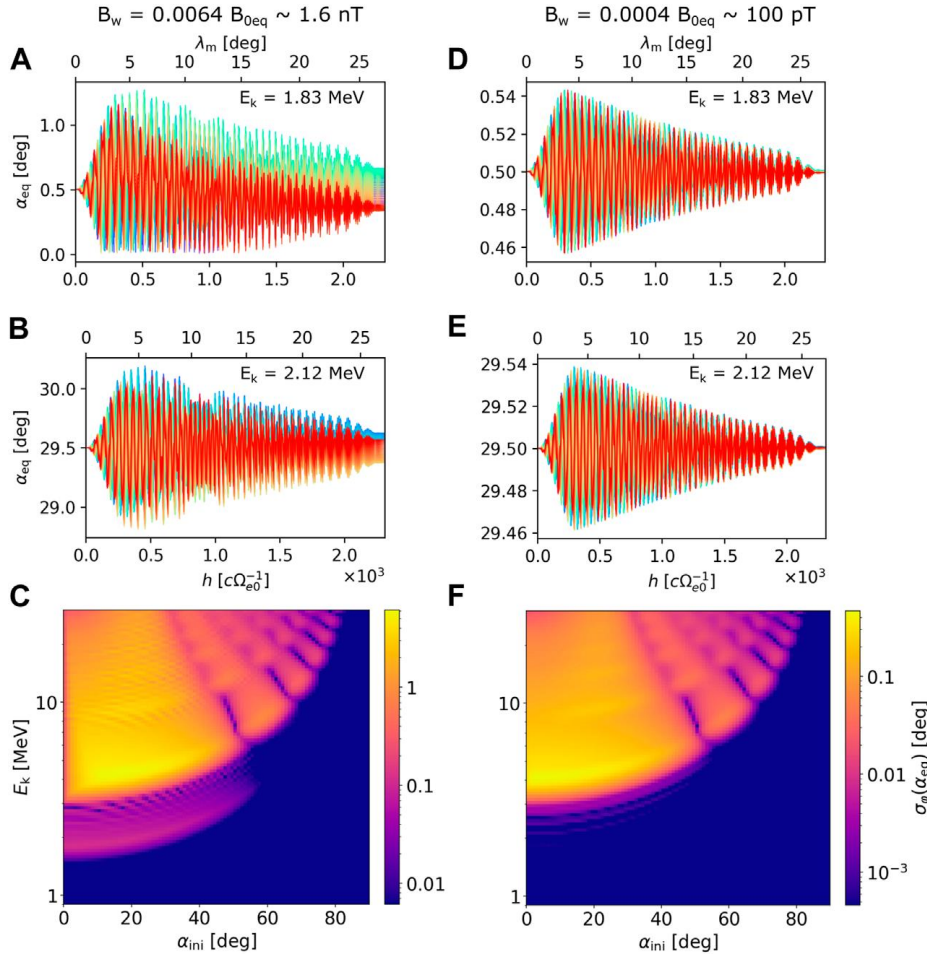 B_w = 0.0064 B_0eq ~ 1.6 nT
B_w = 0.0004 B_0eq ~ 100 pT
A
λ_m [deg]
0 5 10 15 20 25
E_k = 1.83 MeV
α_eq [deg]
1.0
0.5
0.0
0.0 0.5 1.0 1.5 2.0
D
λ_m [deg]
0 5 10 15 20 25
E_k = 1.83 MeV
α_eq [deg]
0.54
0.52
0.50
0.48
0.46
0.0 0.5 1.0 1.5 2.0
B
0 5 10 15 20 25
E_k = 2.12 MeV
α_eq [deg]
30.0
29.5
29.0
0.0 0.5 1.0 1.5 2.0
h [cΩ_e0^-1] ×10^3
E
0 5 10 15 20 25
E_k = 2.12 MeV
α_eq [deg]
29.54
29.52
29.50
29.48
29.46
0.0 0.5 1.0 1.5 2.0
h [cΩ_e0^-1] ×10^3
C
E_k [MeV]
10
1
0 20 40 60 80
α_ini [deg]
1
0.1
0.01
F
10
1
0 20 40 60 80
α_ini [deg]
0.1
0.01
10^-3
σ_φ(α_eq) [deg]